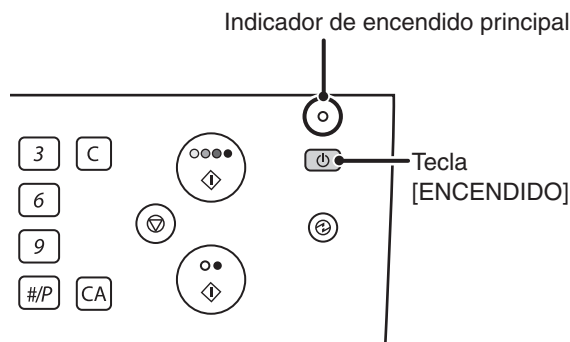 Indicador de encendido principal
3 C
6
9
#/P CA
Tecla
[ENCENDIDO]